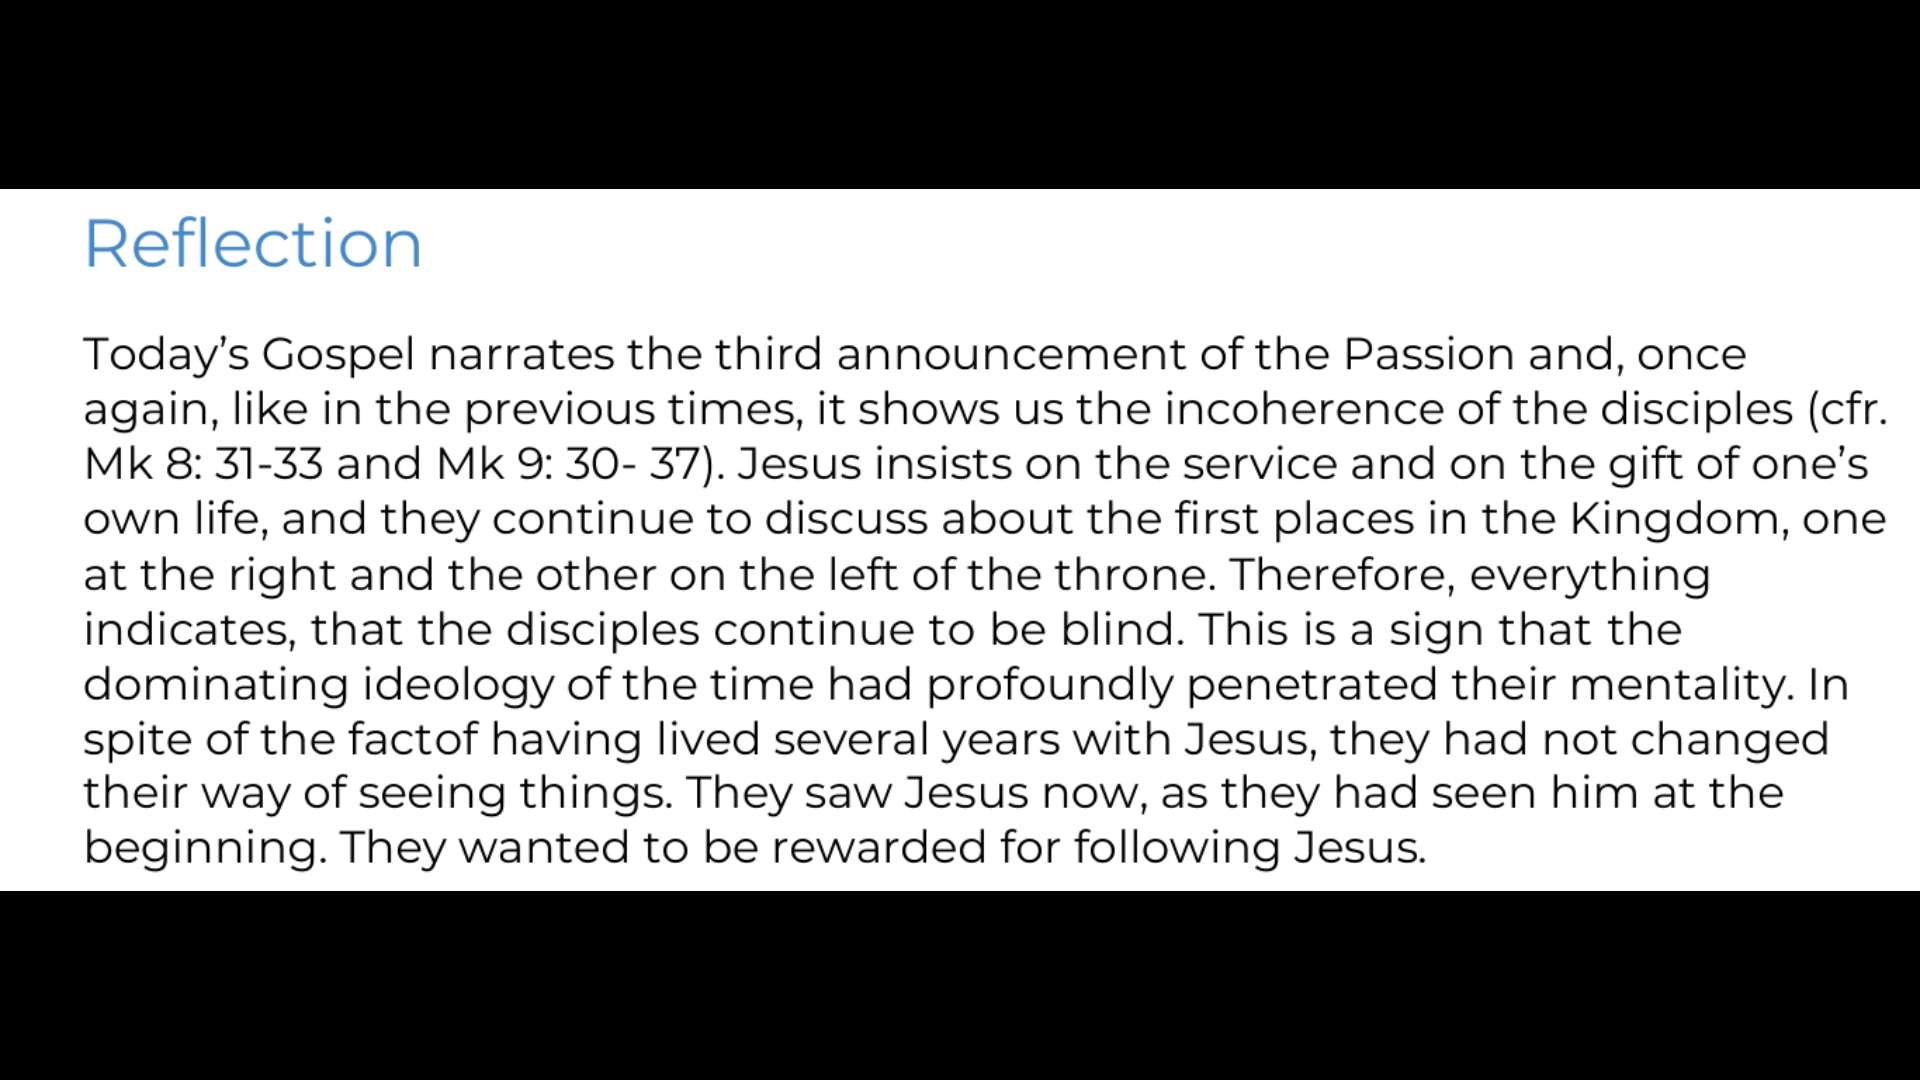 Reflection
Today’s Gospel narrates the third announcement of the Passion and, once
again, like in the previous times, it shows us the incoherence of the disciples (cfr.
Mk 8: 31-33 and Mk 9: 30- 37). Jesus insists on the service and on the gift of one’s
own life, and they continue to discuss about the first places in the Kingdom, one
at the right and the other on the left of the throne. Therefore, everything
indicates, that the disciples continue to be blind. This is a sign that the
dominating ideology of the time had profoundly penetrated their mentality. In
spite of the factof having lived several years with Jesus, they had not changed
their way of seeing things. They saw Jesus now, as they had seen him at the
beginning. They wanted to be rewarded for following Jesus.